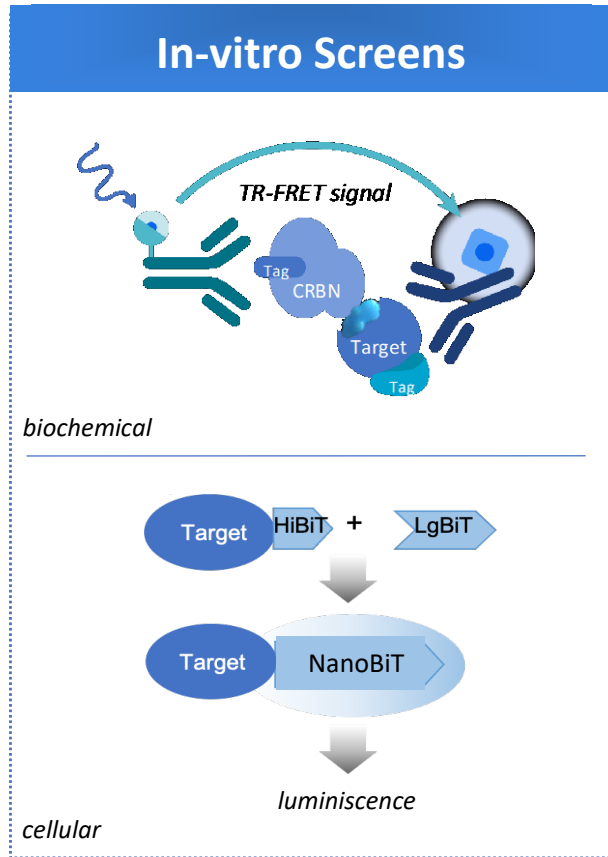 In-vitro Screens
TR-FRET signal
Tag
CRBN
Target
Tag
biochemical
Target
HiBiT
+
LgBiT
Target
NanoBiT
luminiscence
cellular